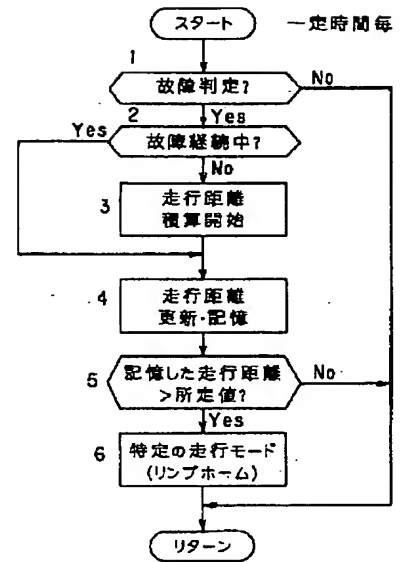 スタート
一定時間毎
1
故障判定?
No
2
Yes
Yes
故障経続中?
No
3
走行距離
積算開始
4
走行距離
更新・記憶
5
記憶した走行距離
>所定値?
No
Yes
6
特定の走行モード
(リンプホーム)
リターン